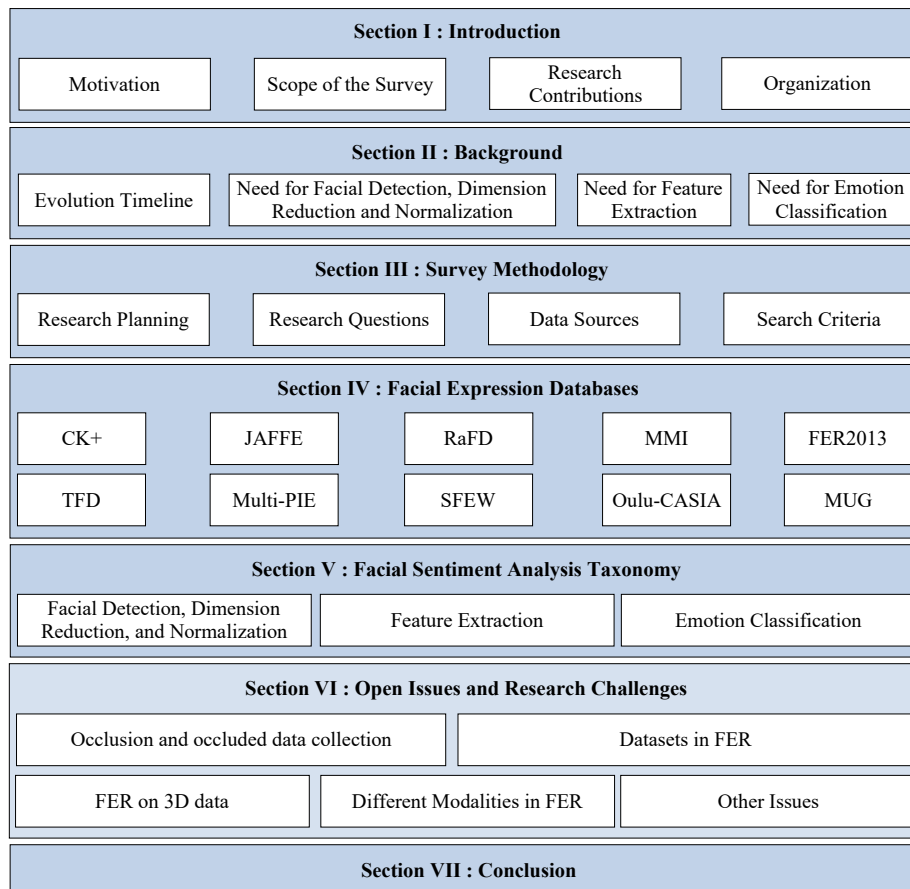 Section I : Introduction
Motivation
Scope of the Survey
Research
Contributions
Organization
Section II : Background
Evolution Timeline
Need for Facial Detection, Dimension
Reduction and Normalization
Need for Feature
Extraction
Need for Emotion
Classification
Section III : Survey Methodology
Research Planning
Research Questions
Data Sources
Search Criteria
Section IV : Facial Expression Databases
CK+
JAFFE
RaFD
MMI
FER2013
TFD
Multi-PIE
SFEW
Oulu-CASIA
MUG
Section V : Facial Sentiment Analysis Taxonomy
Facial Detection, Dimension
Reduction, and Normalization
Feature Extraction
Emotion Classification
Section VI : Open Issues and Research Challenges
Occlusion and occluded data collection
Datasets in FER
FER on 3D data
Different Modalities in FER
Other Issues
Section VII : Conclusion